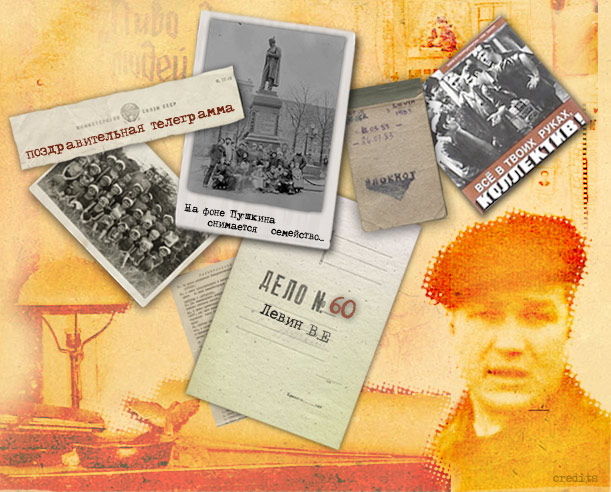 Пиво
людей
МИНИСТЕРСТВО СВЯЗИ СССР
поздравительная телеграмма
На фоне Пушкина
снимается семейство...
БЛОКНОТ
ВСЁ В ТВОИХ РУКАХ,
КОЛЛЕКТИВ!
ДЕЛО № 60
Левин В.Е
credits